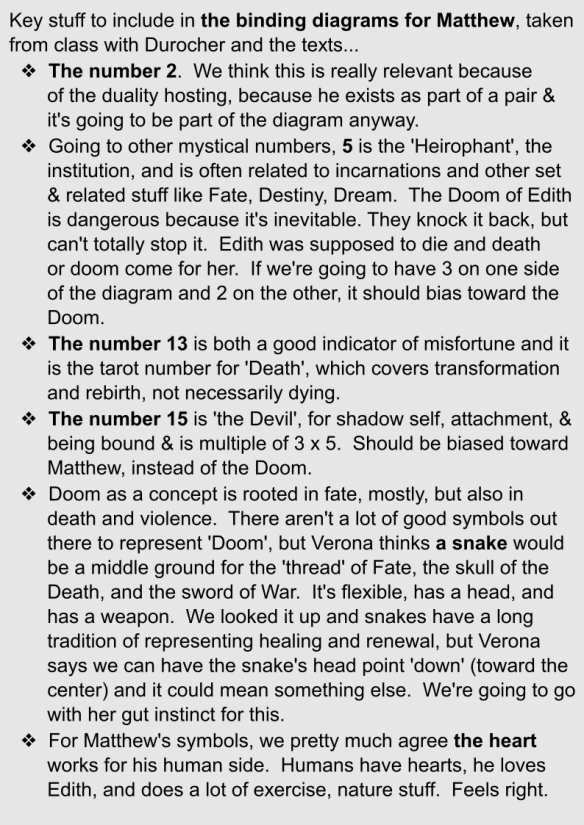 Key stuff to include in the binding diagrams for Matthew, taken
from class with Durocher and the texts...
❖ The number 2.  We think this is really relevant because
of the duality hosting, because he exists as part of a pair &
it's going to be part of the diagram anyway.
❖ Going to other mystical numbers, 5 is the 'Heirophant', the
institution, and is often related to incarnations and other set
& related stuff like Fate, Destiny, Dream.  The Doom of Edith
is dangerous because it's inevitable. They knock it back, but
can't totally stop it.  Edith was supposed to die and death
or doom come for her.  If we're going to have 3 on one side
of the diagram and 2 on the other, it should bias toward the
Doom.
❖ The number 13 is both a good indicator of misfortune and it
is the tarot number for 'Death', which covers transformation
and rebirth, not necessarily dying.
❖ The number 15 is 'the Devil', for shadow self, attachment, &
being bound & is multiple of 3 x 5.  Should be biased toward
Matthew, instead of the Doom.
❖ Doom as a concept is rooted in fate, mostly, but also in
death and violence.  There aren't a lot of good symbols out
there to represent 'Doom', but Verona thinks a snake would
be a middle ground for the 'thread' of Fate, the skull of the
Death, and the sword of War.  It's flexible, has a head, and
has a weapon.  We looked it up and snakes have a long
tradition of representing healing and renewal, but Verona
says we can have the snake's head point 'down' (toward the
center) and it could mean something else.  We're going to go
with her gut instinct for this.
❖ For Matthew's symbols, we pretty much agree the heart
works for his human side.  Humans have hearts, he loves
Edith, and does a lot of exercise, nature stuff.  Feels right.